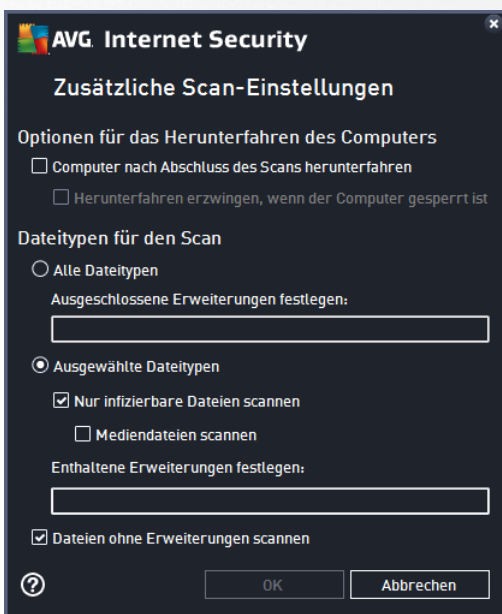 AVG. Internet Security
Zusätzliche Scan-Einstellungen
Optionen für das Herunterfahren des Computers
Computer nach Abschluss des Scans herunterfahren
Herunterfahren erzwingen, wenn der Computer gesperrt ist
Dateitypen für den Scan
Alle Dateitypen
Ausgeschlossene Erweiterungen festlegen:
Ausgewählte Dateitypen
Nur infizierbare Dateien scannen
Mediendateien scannen
Enthaltene Erweiterungen festlegen:
Dateien ohne Erweiterungen scannen
? OK Abbrechen